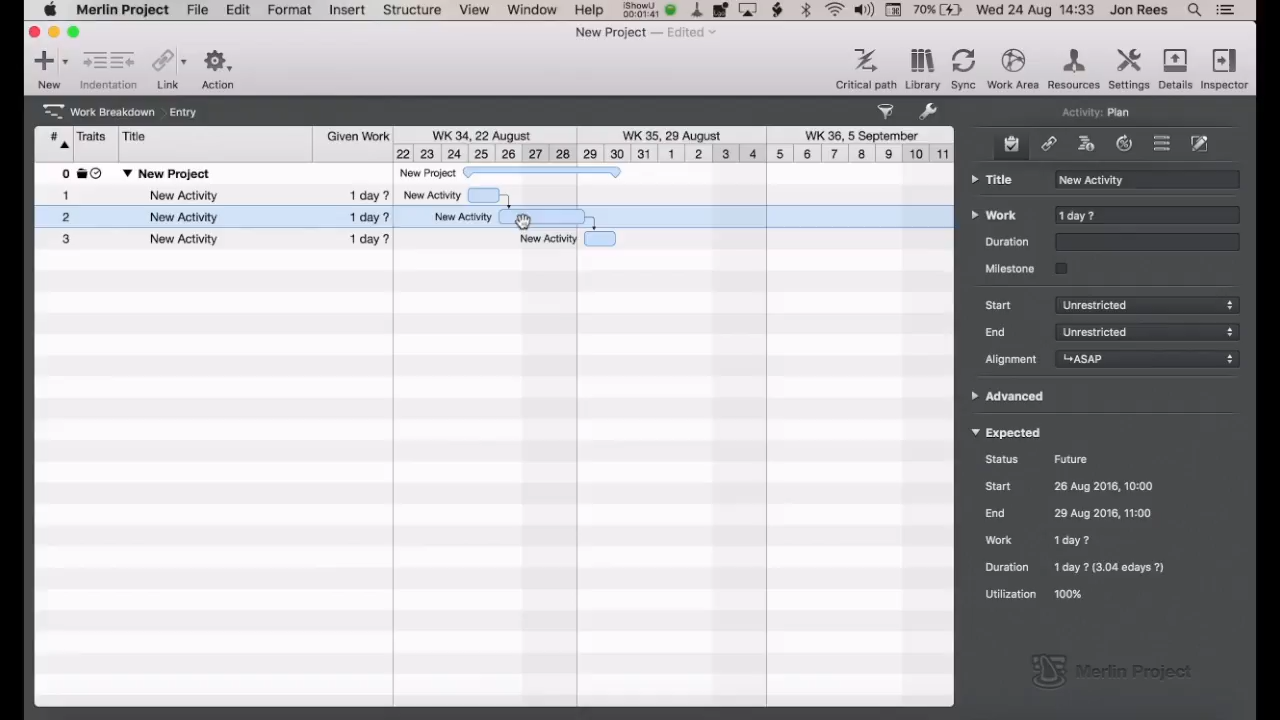 Merlin Project File Edit Format Insert Structure View Window Help iShowU 00:01:41 70% Wed 24 Aug 14:33 Jon Rees
New Project — Edited
New Indentation Link Action Critical path Library Sync Work Area Resources Settings Details Inspector
Work Breakdown Entry Activity: Plan
# Traits Title Given Work WK 34, 22 August WK 35, 29 August WK 36, 5 September
22 23 24 25 26 27 28 29 30 31 1 2 3 4 5 6 7 8 9 10 11
0 New Project New Project
1 New Activity 1 day ? New Activity
2 New Activity 1 day ? New Activity
3 New Activity 1 day ? New Activity
Title New Activity
Work 1 day ?
Duration
Milestone
Start Unrestricted
End Unrestricted
Alignment ↳ASAP
Advanced
Expected
Status Future
Start 26 Aug 2016, 10:00
End 29 Aug 2016, 11:00
Work 1 day ?
Duration 1 day ? (3.04 edays ?)
Utilization 100%
Merlin Project